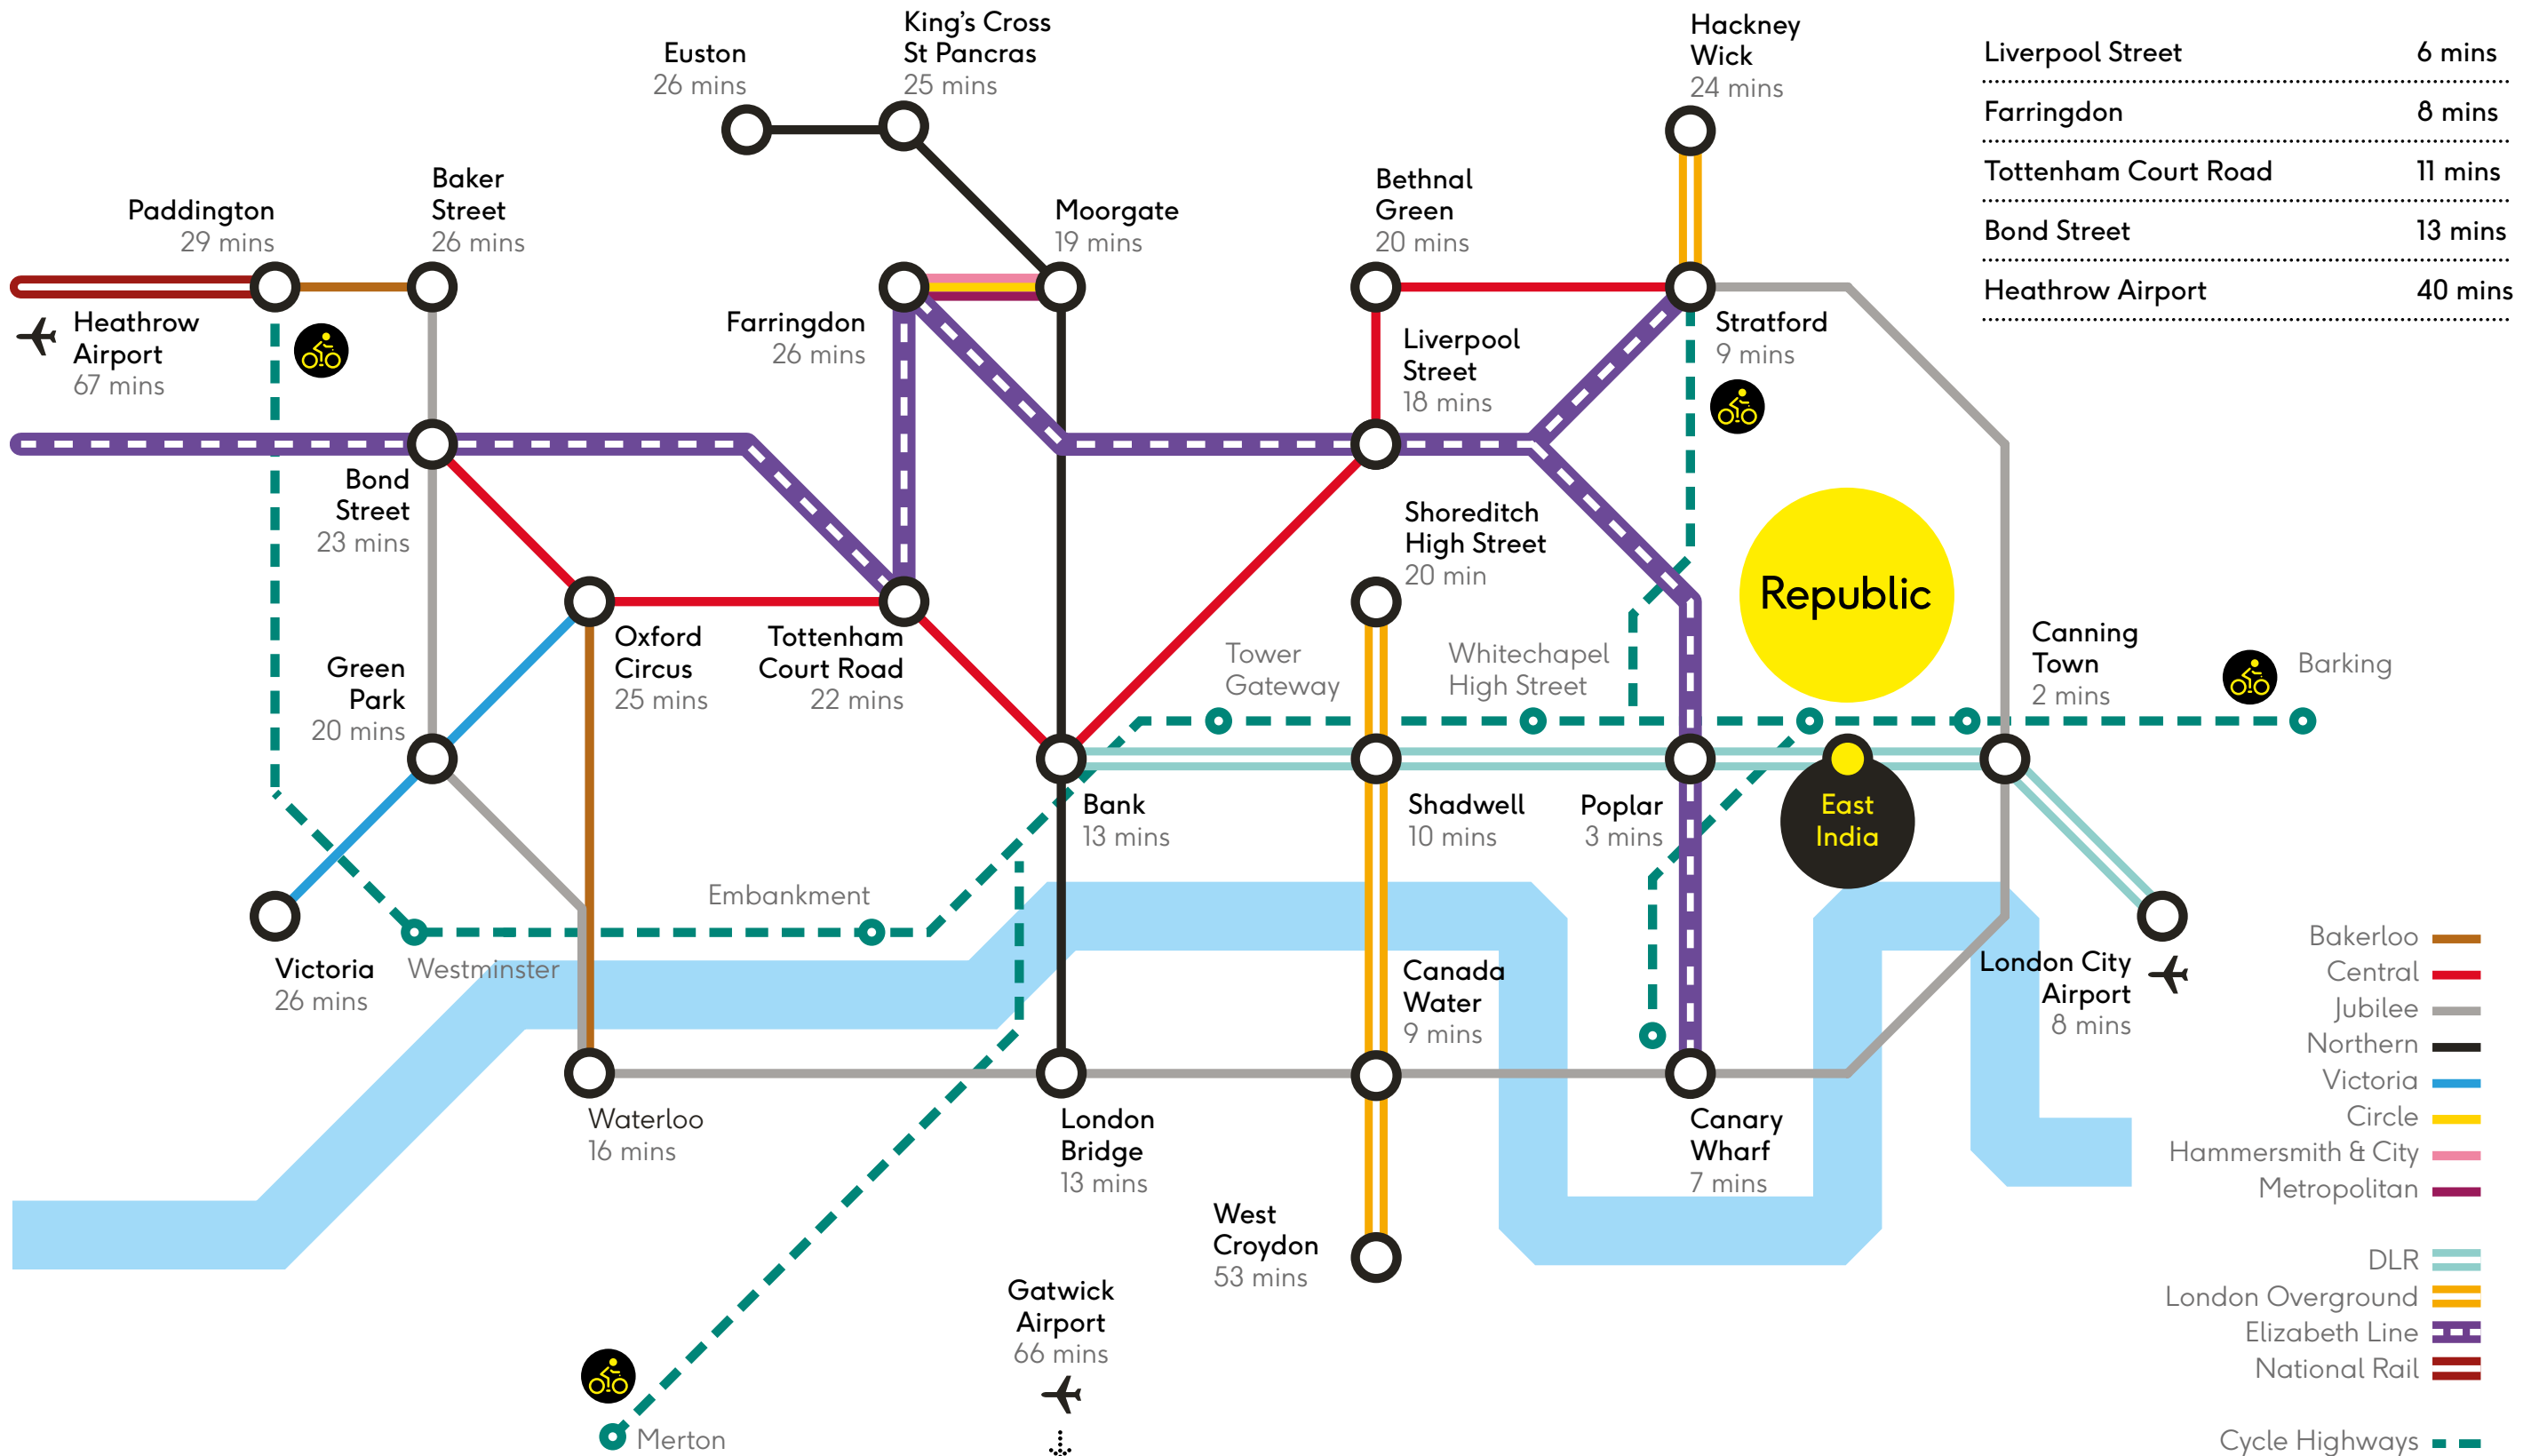 King's Cross
St Pancras
25 mins
Euston
26 mins
Hackney
Wick
24 mins
Liverpool Street 6 mins
Farringdon 8 mins
Tottenham Court Road 11 mins
Bond Street 13 mins
Heathrow Airport 40 mins
Paddington
29 mins
Baker
Street
26 mins
Moorgate
19 mins
Bethnal
Green
20 mins
Heathrow
Airport
67 mins
Farringdon
26 mins
Liverpool
Street
18 mins
Stratford
9 mins
Bond
Street
23 mins
Shoreditch
High Street
20 min
Republic
Green
Park
20 mins
Oxford
Circus
25 mins
Tottenham
Court Road
22 mins
Tower
Gateway
Whitechapel
High Street
Canning
Town
2 mins
Barking
Bank
13 mins
Shadwell
10 mins
Poplar
3 mins
East
India
Embankment
Victoria
26 mins
Westminster
Canada
Water
9 mins
London City
Airport
8 mins
Waterloo
16 mins
London
Bridge
13 mins
Canary
Wharf
7 mins
West
Croydon
53 mins
Gatwick
Airport
66 mins
Merton
Bakerloo
Central
Jubilee
Northern
Victoria
Circle
Hammersmith & City
Metropolitan
DLR
London Overground
Elizabeth Line
National Rail
Cycle Highways